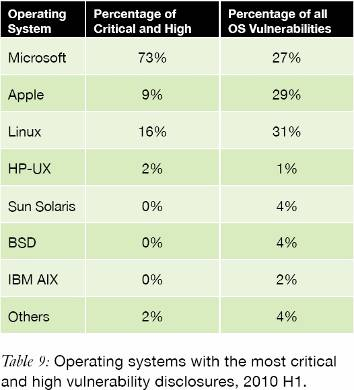 Operating System Percentage of Critical and High Percentage of all OS Vulnerabilities
Microsoft 73% 27%
Apple 9% 29%
Linux 16% 31%
HP-UX 2% 1%
Sun Solaris 0% 4%
BSD 0% 4%
IBM AIX 0% 2%
Others 2% 4%
Table 9: Operating systems with the most critical
and high vulnerability disclosures, 2010 H1.